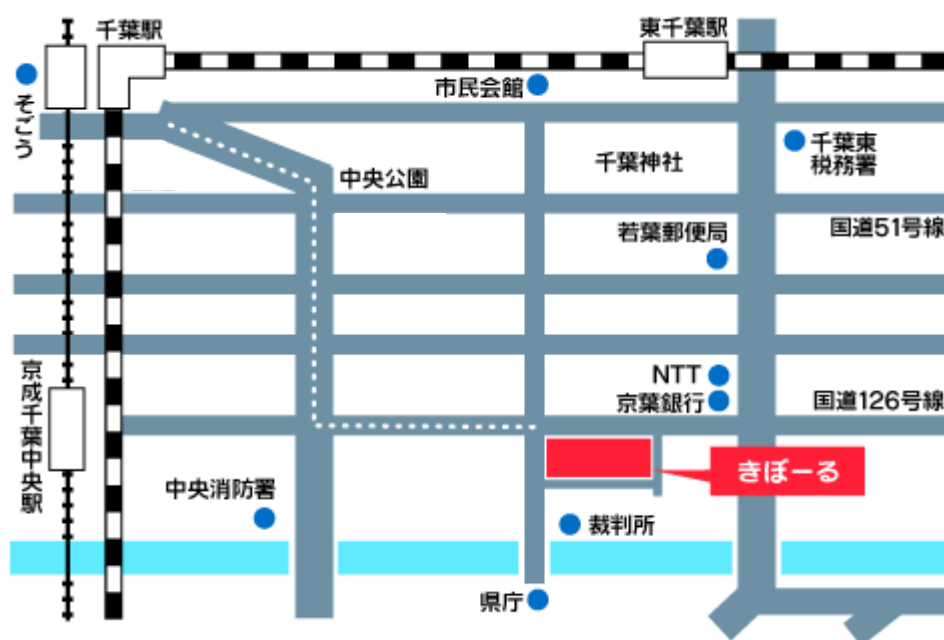 千葉駅
東千葉駅
そごう
市民会館
千葉東
税務署
中央公園
千葉神社
国道51号線
若葉郵便局
京成千葉中央駅
NTT
京葉銀行
国道126号線
きぼーる
中央消防署
裁判所
県庁